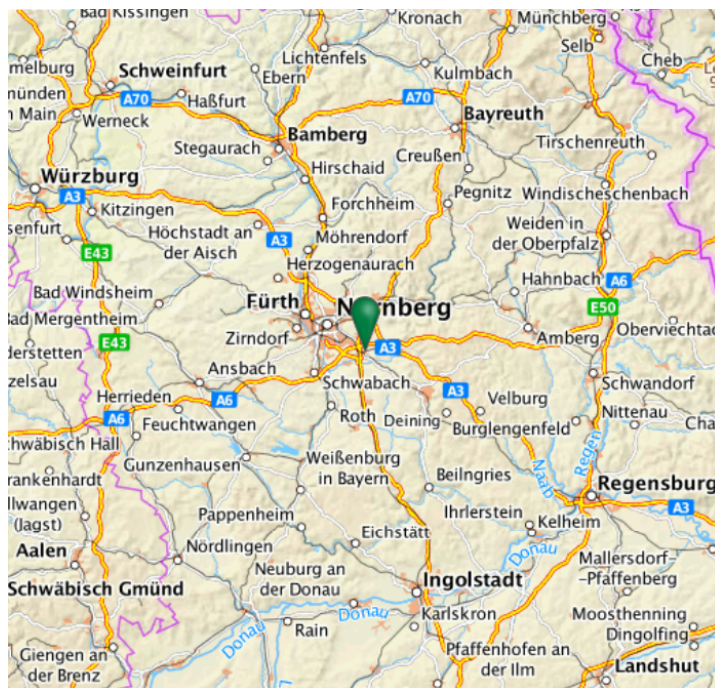 Bad Kissingen
Kronach
Münchberg
Selb
Cheb
Lichtenfels
Ebern
Kulmbach
Schweinfurt
Haßfurt
A70
A70
Werneck
Bayreuth
Bamberg
Stegaurach
Creußen
Tirschenreuth
Hirschaid
Würzburg
A3
Kitzingen
Pegnitz
Windischeschenbach
Forchheim
Höchstadt an
der Aisch
A3
Möhrendorf
Weiden in
der Oberpfalz
E43
Herzogenaurach
Hahnbach
A6
Bad Windsheim
Fürth
E50
Bad Mergentheim
Zirndorf
Amberg
E43
A3
Ansbach
Schwabach
A3
Schwandorf
Herrieden
A6
Velburg
A6
Roth
Deining
Nittenau
Feuchtwangen
Burglengenfeld
Gunzenhausen
Weißenburg
in Bayern
Beilngries
Naab
Regen
Regensburg
(Jagst)
Pappenheim
Ihrlerstein
A3
Kelheim
Eichstätt
Aalen
Nördlingen
Donau
Mallersdorf-
-Pfaffenberg
Neuburg an
der Donau
Ingolstadt
Schwäbisch Gmünd
Donau
Karlskron
Moosthenning
Donau
Rain
Dingolfing
Giengen an
der Brenz
Pfaffenhofen an
der Ilm
Landshut